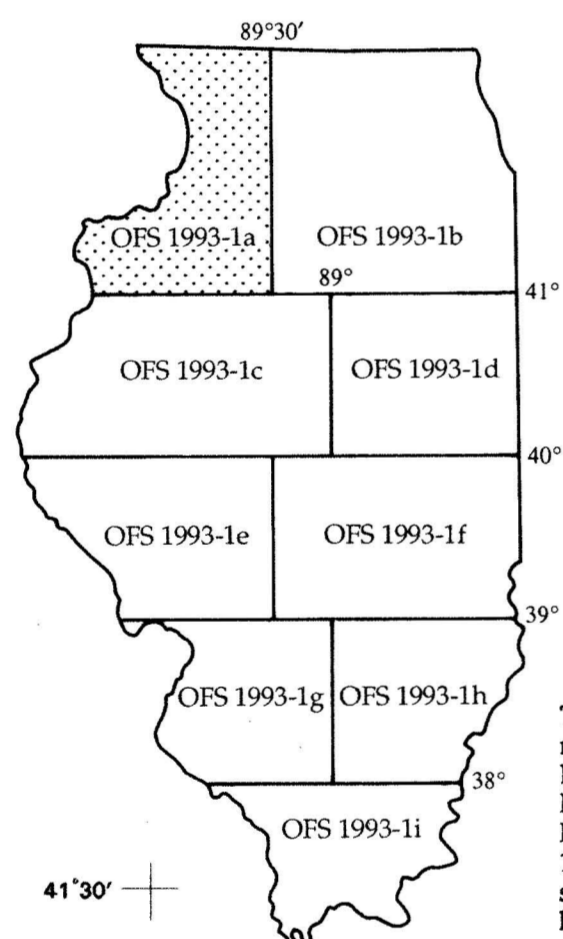 89°30′
OFS 1993-1a
OFS 1993-1b
89°
41°
OFS 1993-1c
OFS 1993-1d
40°
OFS 1993-1e
OFS 1993-1f
39°
OFS 1993-1g
OFS 1993-1h
38°
OFS 1993-1i
41°30′